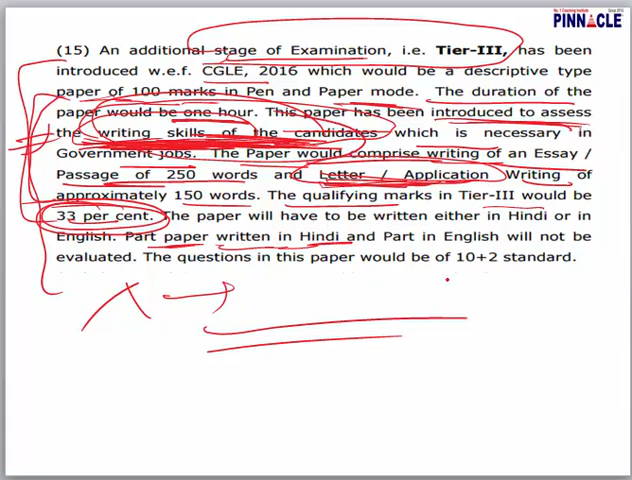 No. 1 Coaching Institute Since 2010
PINNACLE
(15) An additional stage of Examination, i.e. Tier-III, has been
introduced w.e.f. CGLE, 2016 which would be a descriptive type
paper of 100 marks in Pen and Paper mode. The duration of the
paper would be one hour. This paper has been introduced to assess
the writing skills of the candidates which is necessary in
Government jobs. The Paper would comprise writing of an Essay /
Passage of 250 words and Letter / Application Writing of
approximately 150 words. The qualifying marks in Tier-III would be
33 per cent. The paper will have to be written either in Hindi or in
English. Part paper written in Hindi and Part in English will not be
evaluated. The questions in this paper would be of 10+2 standard.